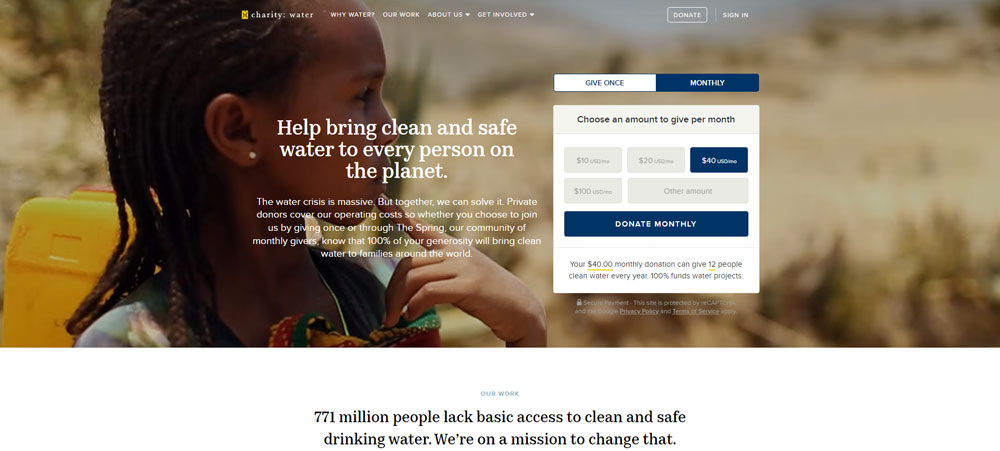 charity: water
WHY WATER?
OUR WORK
ABOUT US
GET INVOLVED
DONATE
SIGN IN
Help bring clean and safe
water to every person on
the planet.
The water crisis is massive. But together, we can solve it. Private
donors cover our operating costs so whether you choose to join
us by giving once or through The Spring, our community of
monthly givers, know that 100% of your generosity will bring clean
water to families around the world.
GIVE ONCE
MONTHLY
Choose an amount to give per month
$10 USD/mo
$20 USD/mo
$40 USD/mo
$100 USD/mo
Other amount
DONATE MONTHLY
Your $40.00 monthly donation can give 12 people
clean water every year. 100% funds water projects.
Secure Payment - This site is protected by reCAPTCHA
and the Google Privacy Policy and Terms of Service apply.
OUR WORK
771 million people lack basic access to clean and safe
drinking water. We’re on a mission to change that.